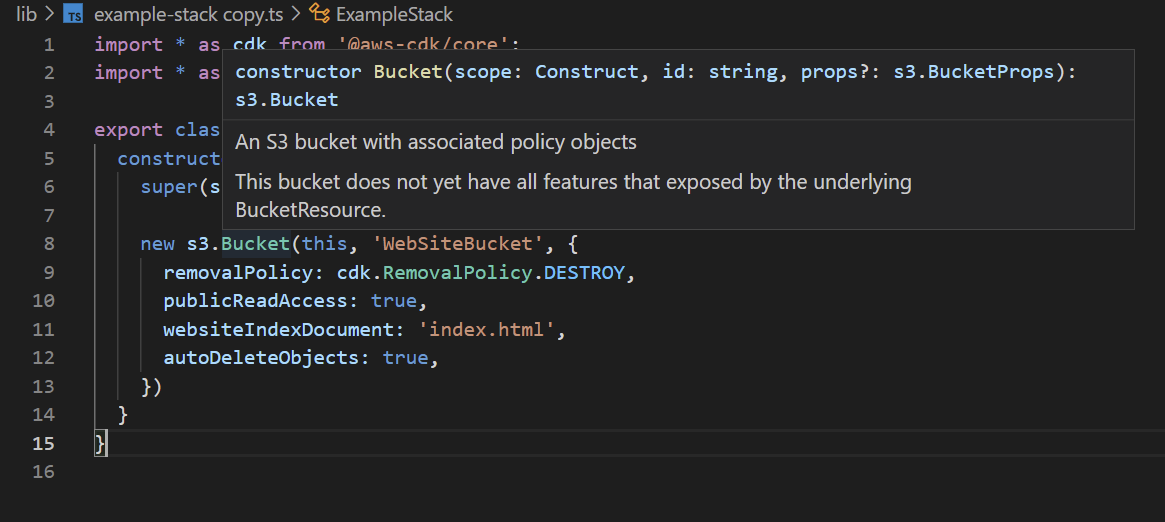 lib > TS example-stack copy.ts > ExampleStack
1 import * as cdk from '@aws-cdk/core';
2 import * as
constructor Bucket(scope: Construct, id: string, props?: s3.BucketProps):
s3.Bucket
3
An S3 bucket with associated policy objects
4 export clas
5 construct
This bucket does not yet have all features that exposed by the underlying
BucketResource.
6 super(s
7
8 new s3.Bucket(this, 'WebSiteBucket', {
9 removalPolicy: cdk.RemovalPolicy.DESTROY,
10 publicReadAccess: true,
11 websiteIndexDocument: 'index.html',
12 autoDeleteObjects: true,
13 })
14 }
15 }
16